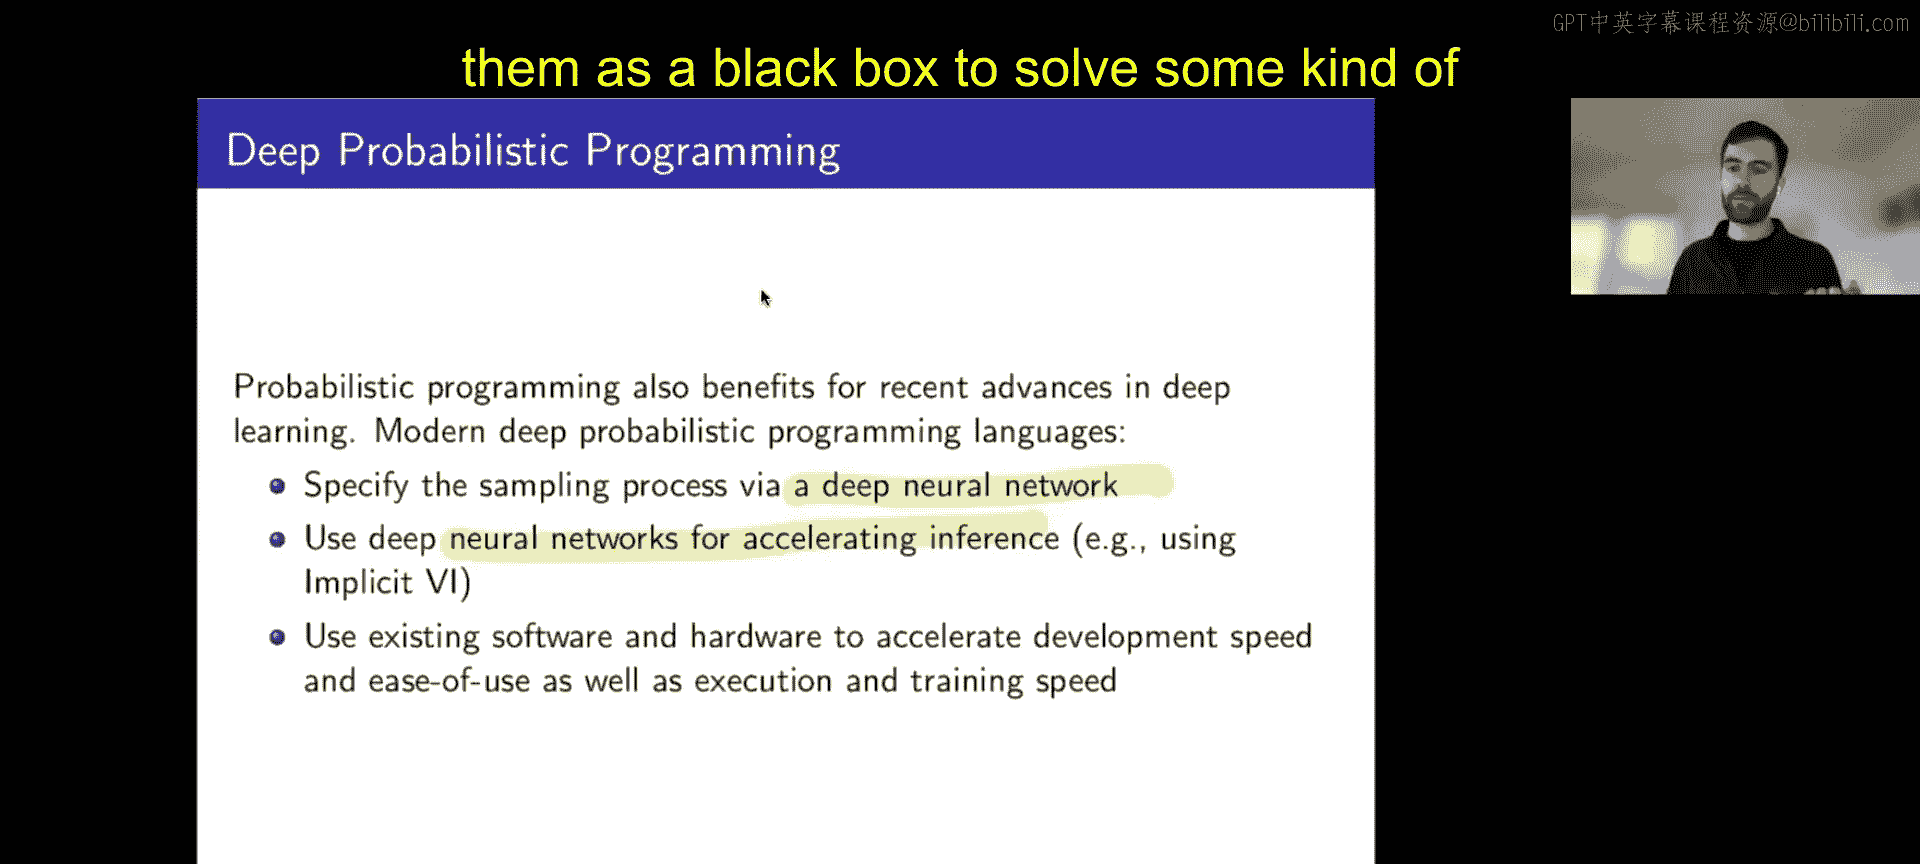 GPT中英字幕课程资源@bilibili.com
them as a black box to solve some kind of
Deep Probabilistic Programming
Probabilistic programming also benefits for recent advances in deep
learning. Modern deep probabilistic programming languages:
Specify the sampling process via a deep neural network
Use deep neural networks for accelerating inference (e.g., using
Implicit VI)
Use existing software and hardware to accelerate development speed
and ease-of-use as well as execution and training speed